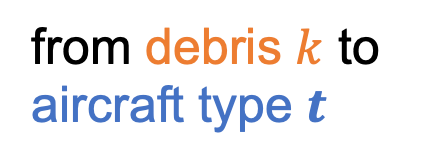 from debris k to
aircraft type t